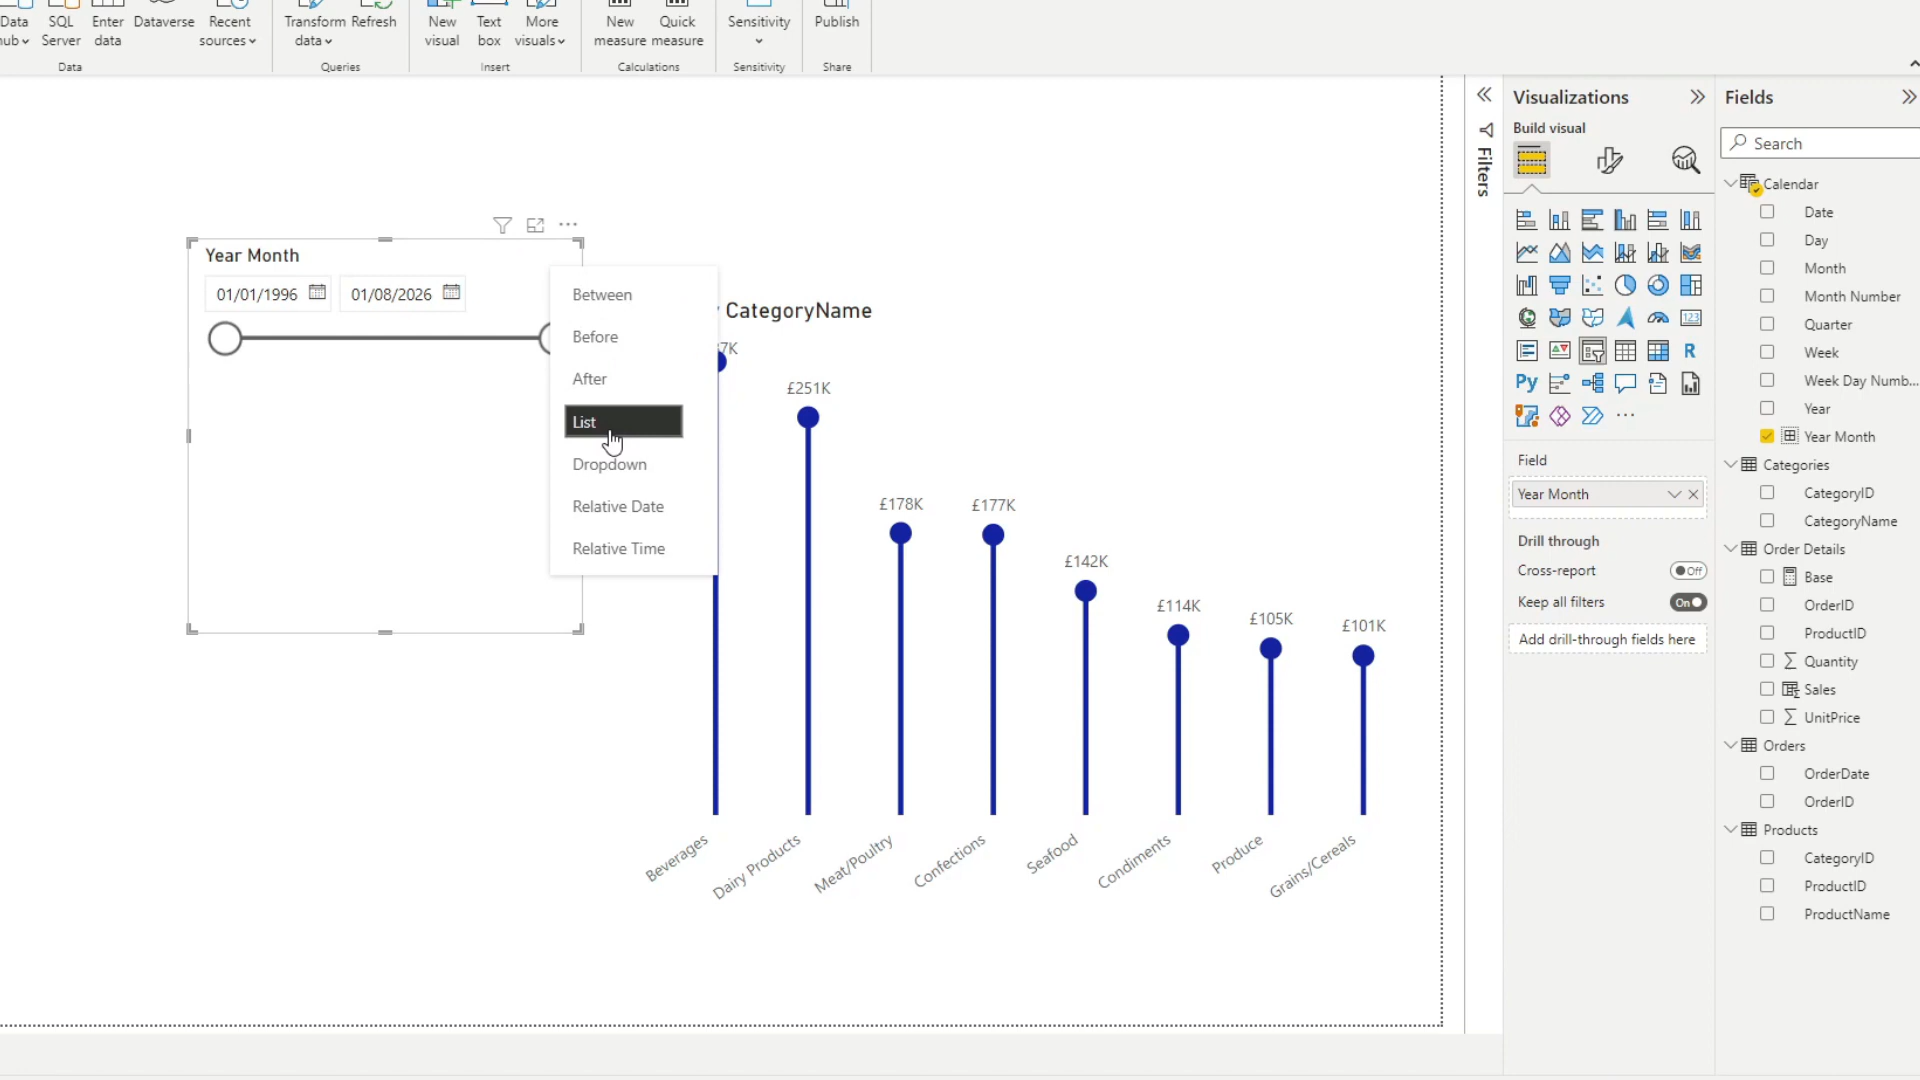 Data
hub
SQL
Server
Enter
data
Dataverse
Recent
sources
Transform
data
Refresh
New
visual
Text
box
More
visuals
New
measure
Quick
measure
Sensitivity
Publish
Data
Queries
Insert
Calculations
Sensitivity
Share
Year Month
01/01/1996
01/08/2026
Between
Before
After
List
Dropdown
Relative Date
Relative Time
CategoryName
7K
£251K
£178K
£177K
£142K
£114K
£105K
£101K
Beverages
Dairy Products
Meat/Poultry
Confections
Seafood
Condiments
Produce
Grains/Cereals
Filters
Visualizations
Build visual
123
R
Py
Field
Year Month
Drill through
Cross-report
Off
Keep all filters
On
Add drill-through fields here
Fields
Search
Calendar
Date
Day
Month
Month Number
Quarter
Week
Week Day Numb...
Year
Year Month
Categories
CategoryID
CategoryName
Order Details
Base
OrderID
ProductID
Quantity
Sales
UnitPrice
Orders
OrderDate
OrderID
Products
CategoryID
ProductID
ProductName